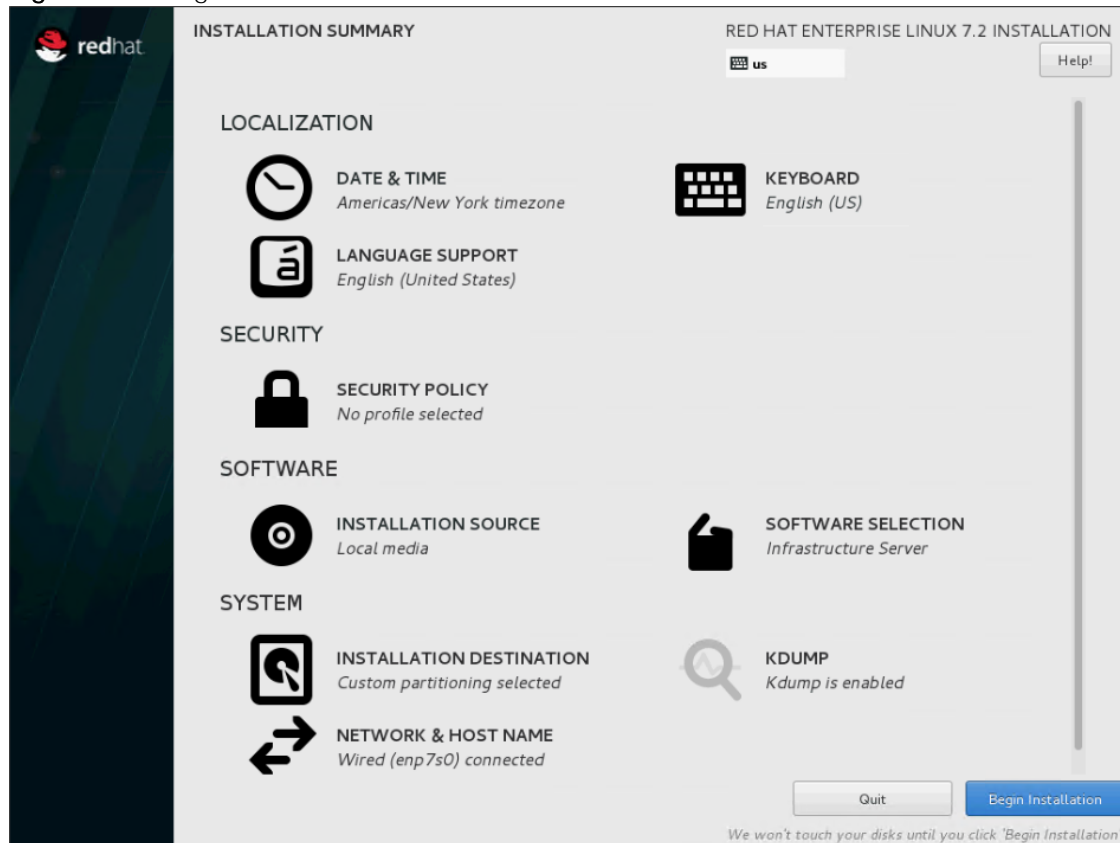 redhat.
INSTALLATION SUMMARY
RED HAT ENTERPRISE LINUX 7.2 INSTALLATION
us
Help!
LOCALIZATION
DATE & TIME
Americas/New York timezone
KEYBOARD
English (US)
á
LANGUAGE SUPPORT
English (United States)
SECURITY
SECURITY POLICY
No profile selected
SOFTWARE
INSTALLATION SOURCE
Local media
SOFTWARE SELECTION
Infrastructure Server
SYSTEM
INSTALLATION DESTINATION
Custom partitioning selected
KDUMP
Kdump is enabled
NETWORK & HOST NAME
Wired (enp7s0) connected
Quit
Begin Installation
We won't touch your disks until you click 'Begin Installation